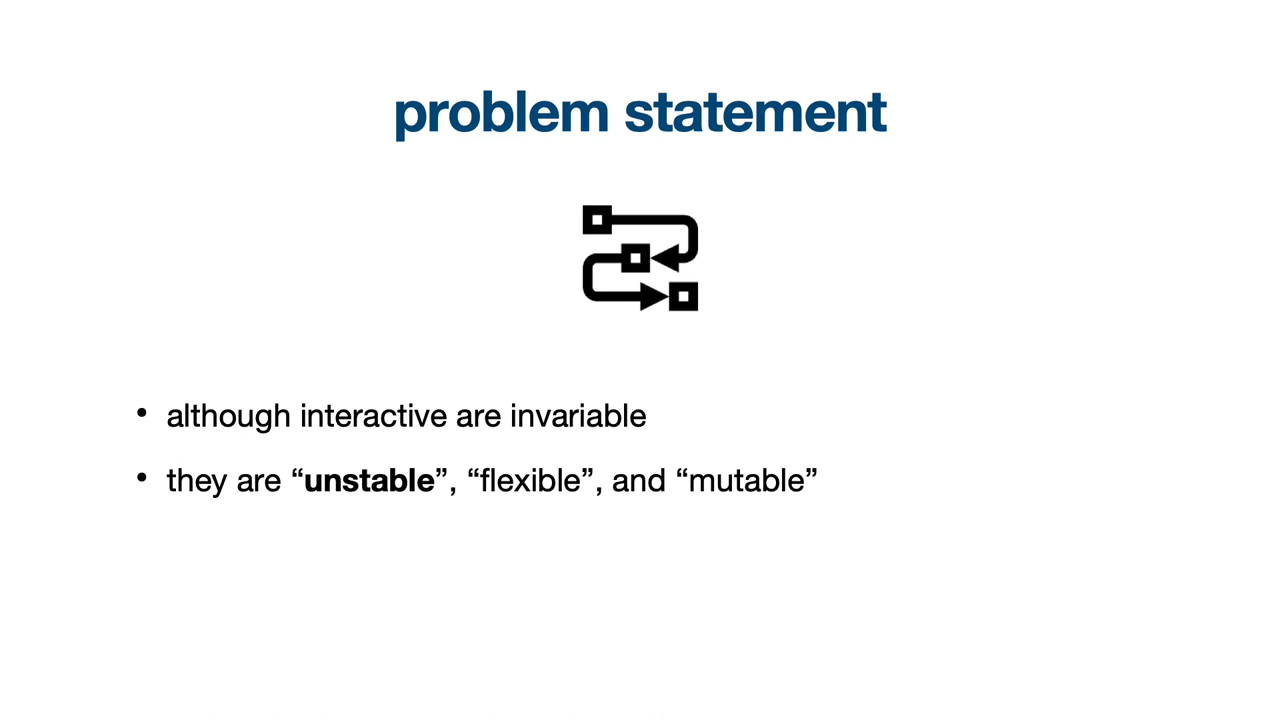 problem statement
• although interactive are invariable
• they are “unstable”, “flexible”, and “mutable”